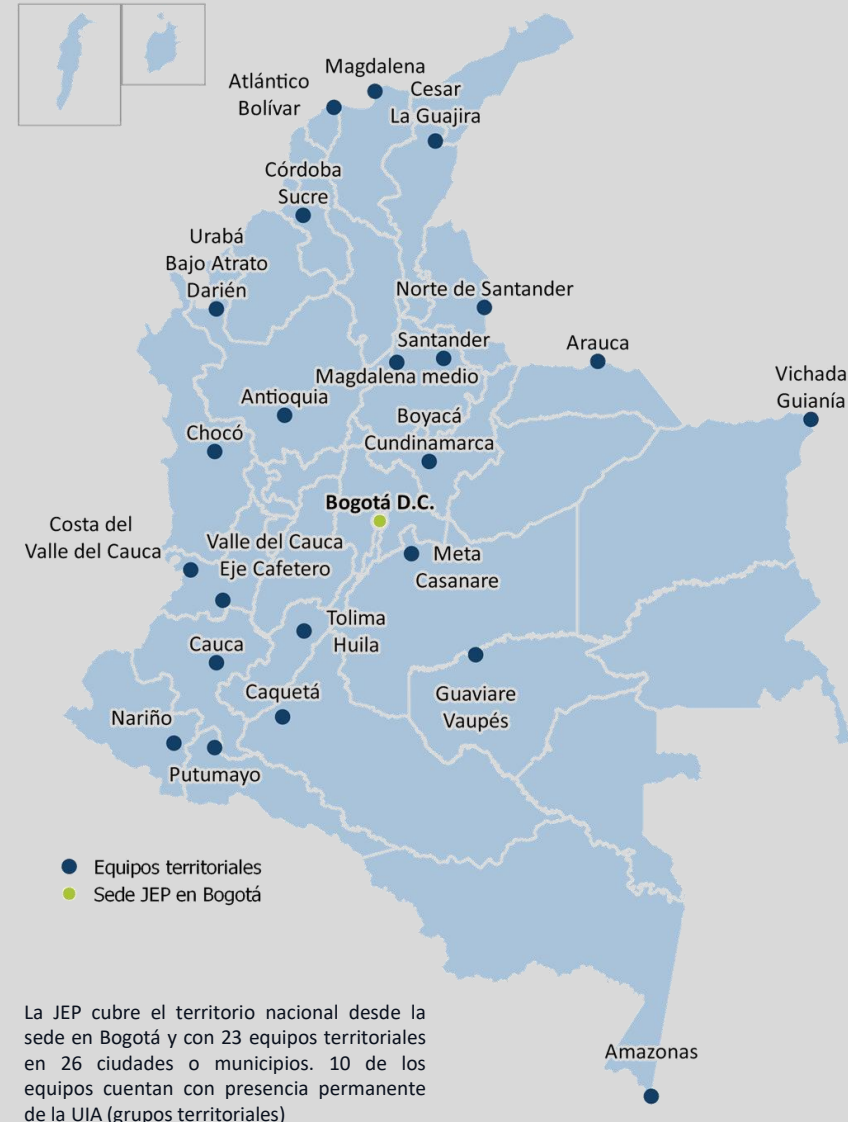 Magdalena
Atlántico
Bolívar
Cesar
La Guajira
Córdoba
Sucre
Urabá
Bajo Atrato
Darién
Norte de Santander
Santander
Arauca
Magdalena medio
Vichada
Guianía
Antioquia
Boyacá
Cundinamarca
Chocó
Bogotá D.C.
Costa del
Valle del Cauca
Valle del Cauca
Eje Cafetero
Meta
Casanare
Tolima
Huila
Cauca
Caquetá
Guaviare
Vaupés
Nariño
Putumayo
Equipos territoriales
Sede JEP en Bogotá
La JEP cubre el territorio nacional desde la
sede en Bogotá y con 23 equipos territoriales
en 26 ciudades o municipios. 10 de los
equipos cuentan con presencia permanente
de la UIA (grupos territoriales)
Amazonas